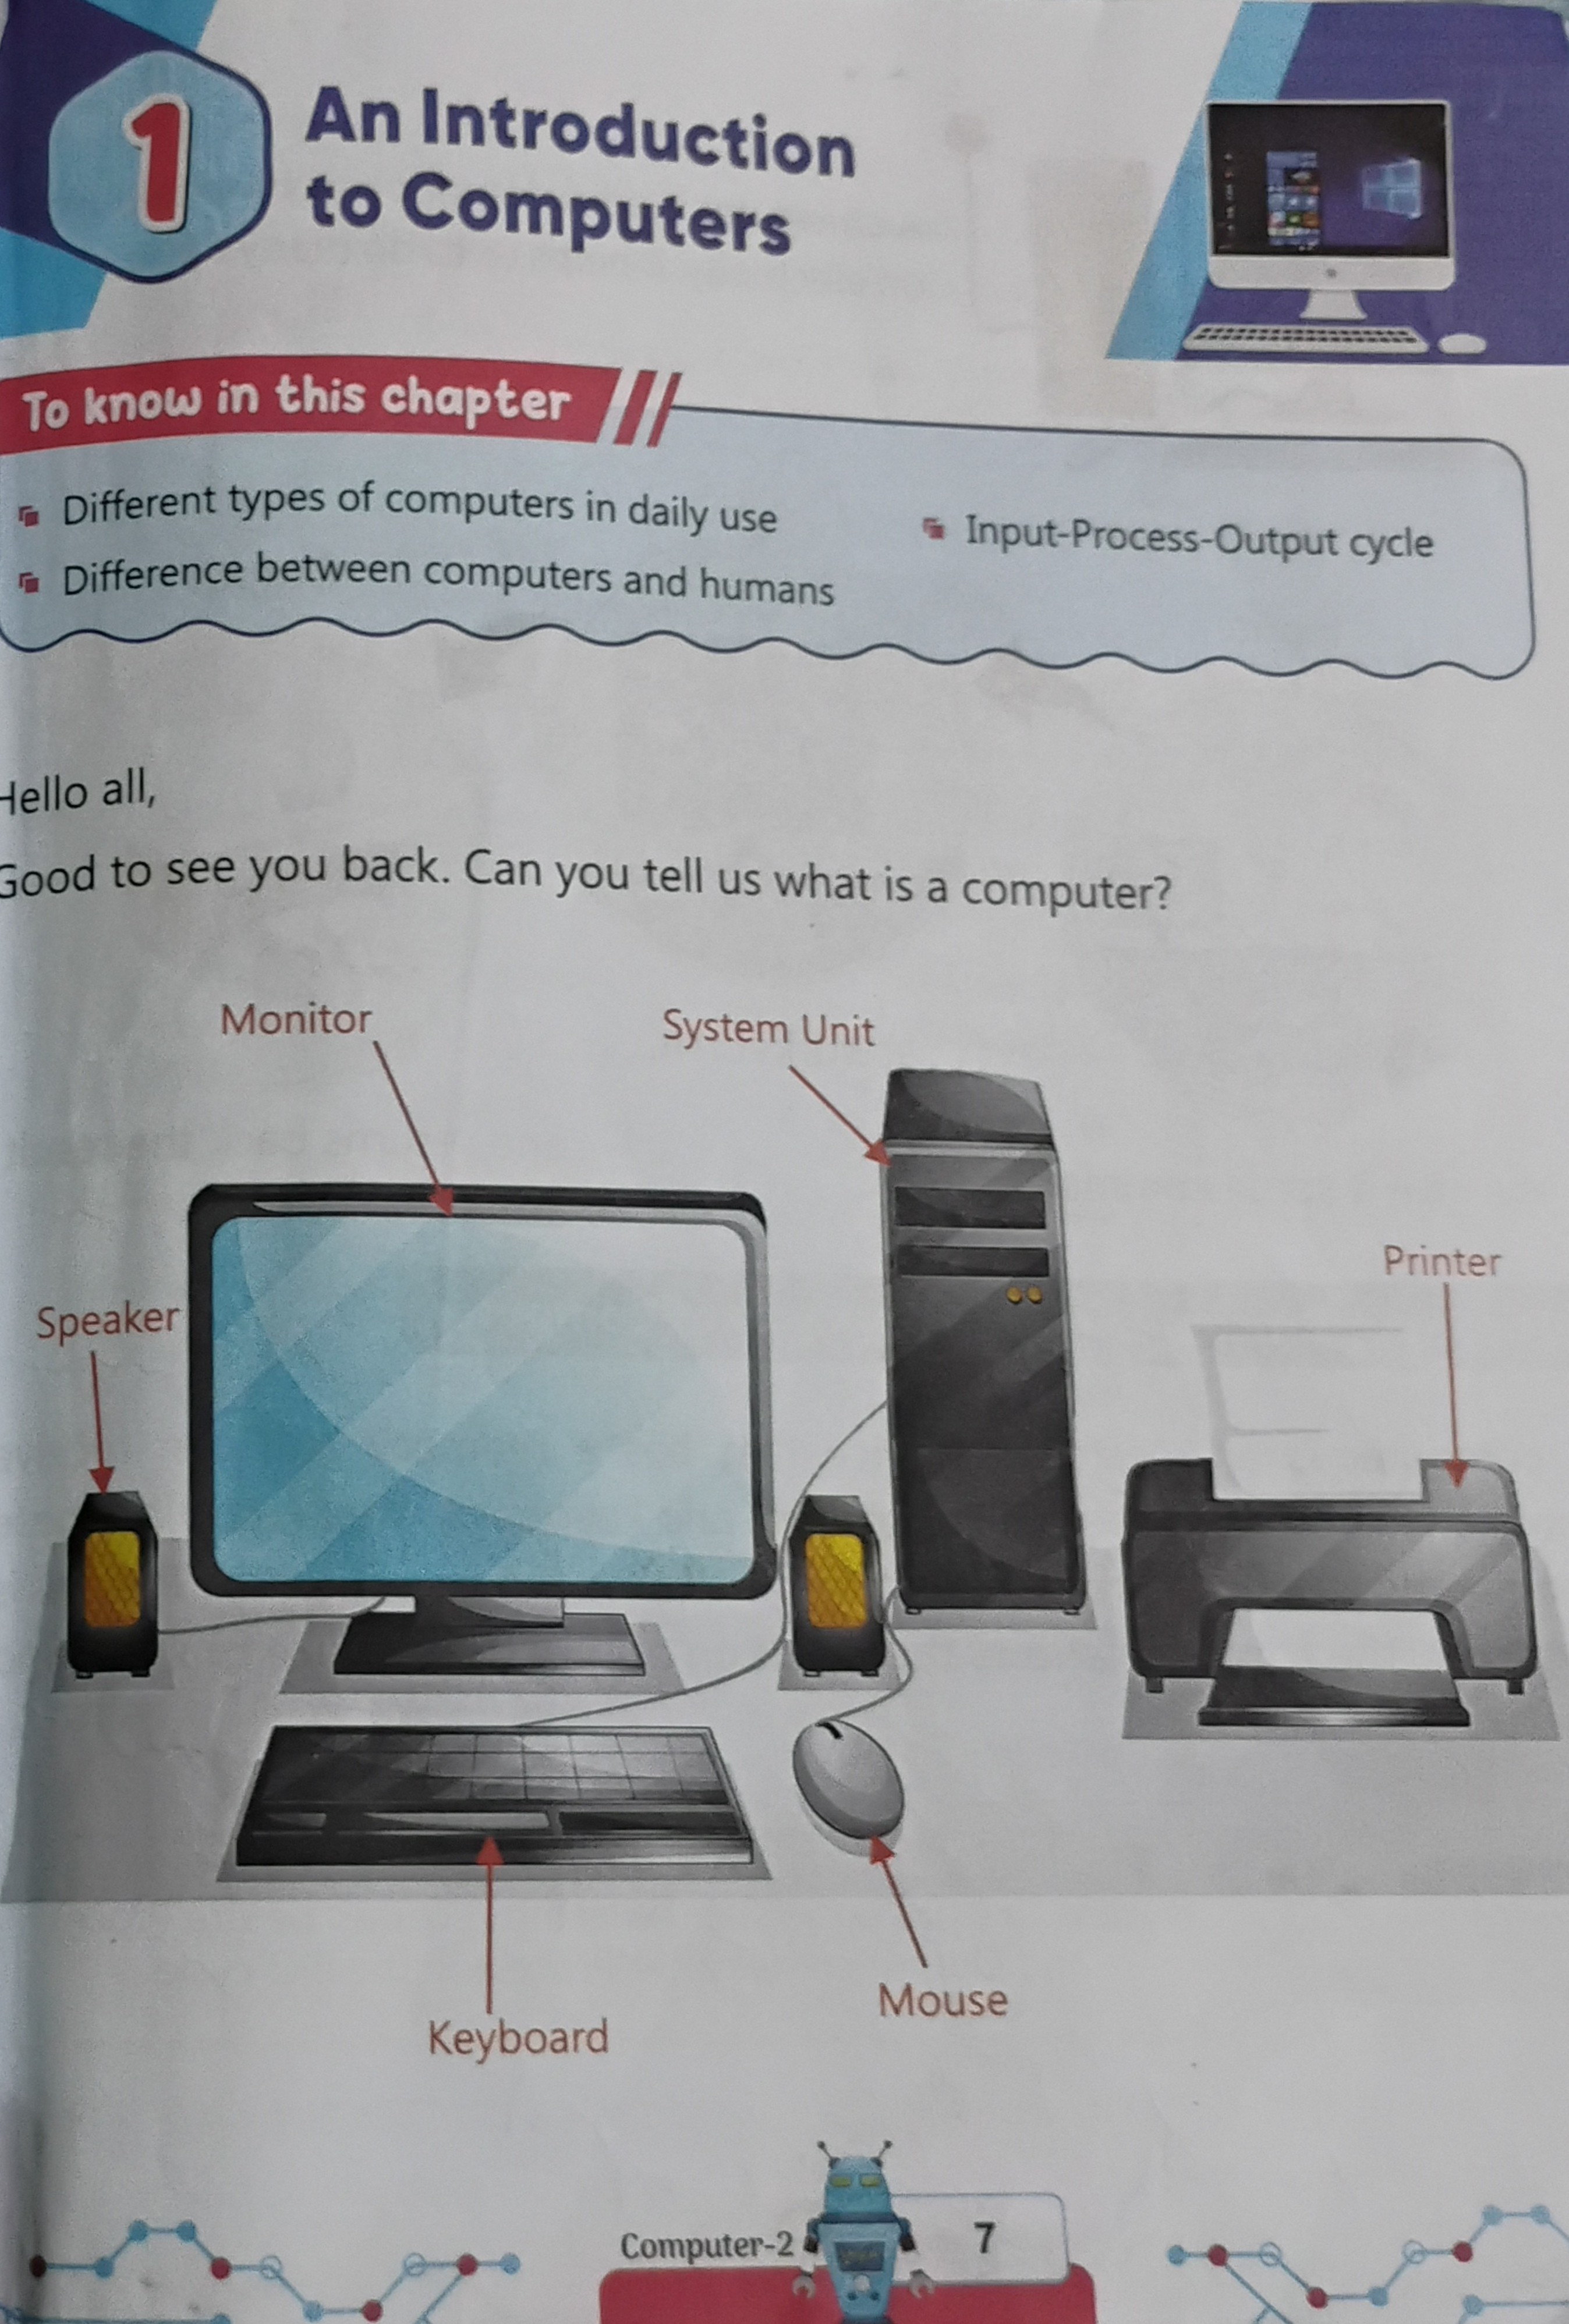 1
An Introduction
to Computers
To know in this chapter
Different types of computers in daily use
Difference between computers and humans
Input-Process-Output cycle
Hello all,
Good to see you back. Can you tell us what is a computer?
Monitor
System Unit
Printer
Speaker
Mouse
Keyboard
Computer-2
7